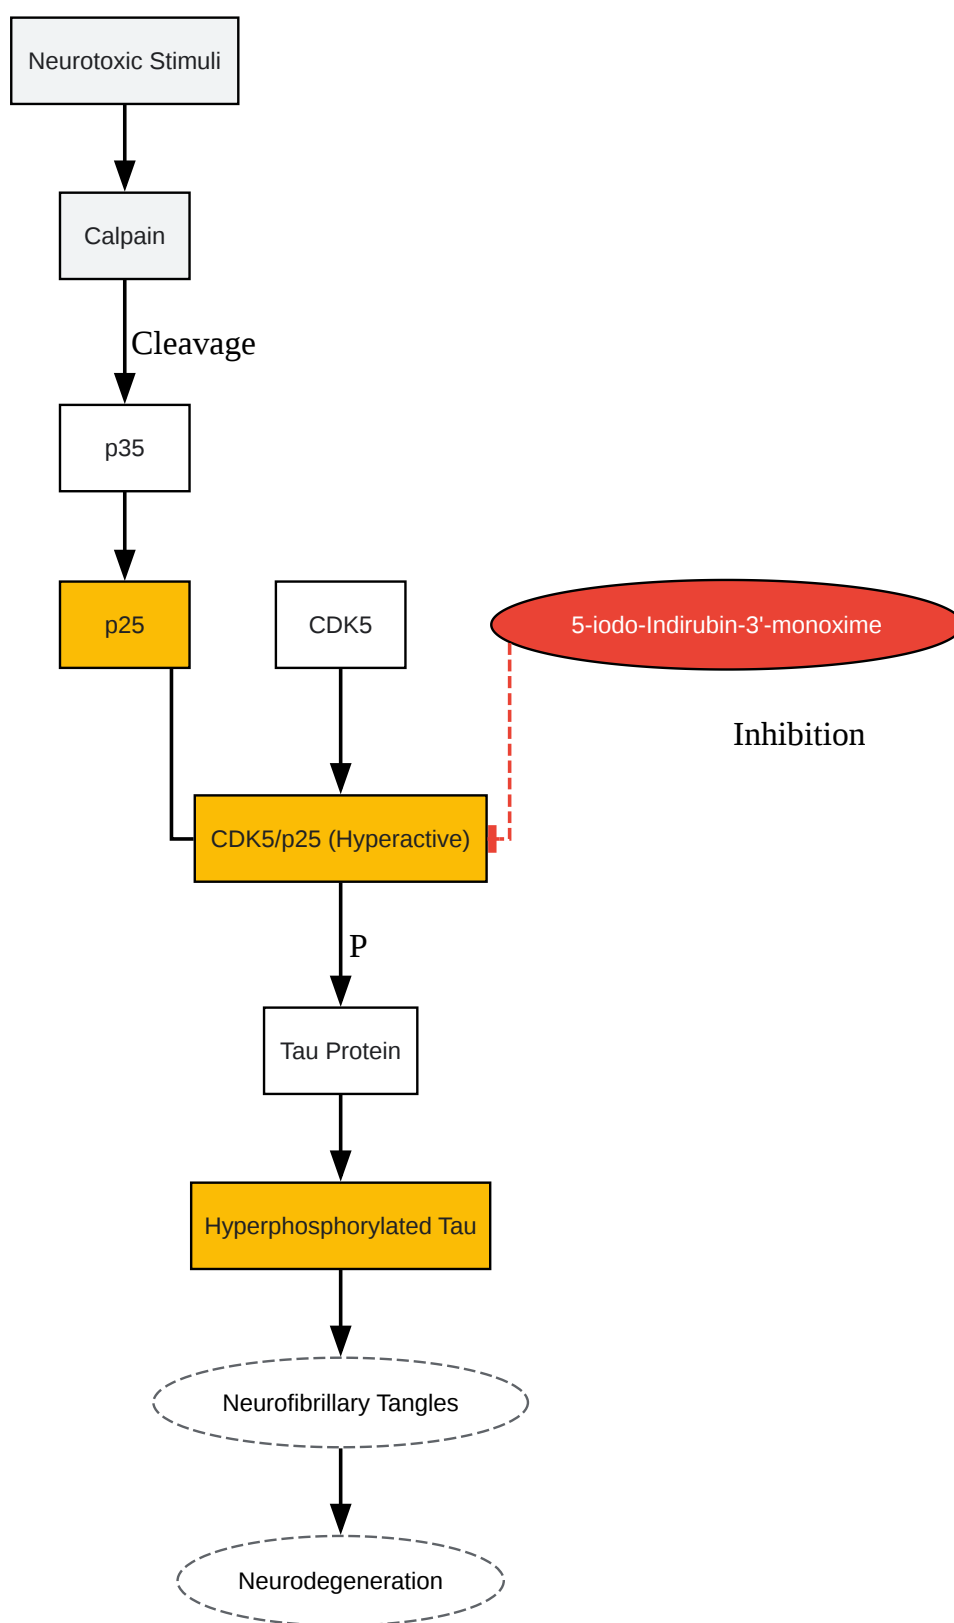 Neurotoxic Stimuli
Calpain
Cleavage
p35
p25
CDK5
5-iodo-Indirubin-3'-monoxime
Inhibition
CDK5/p25 (Hyperactive)
P
Tau Protein
Hyperphosphorylated Tau
Neurofibrillary Tangles
Neurodegeneration